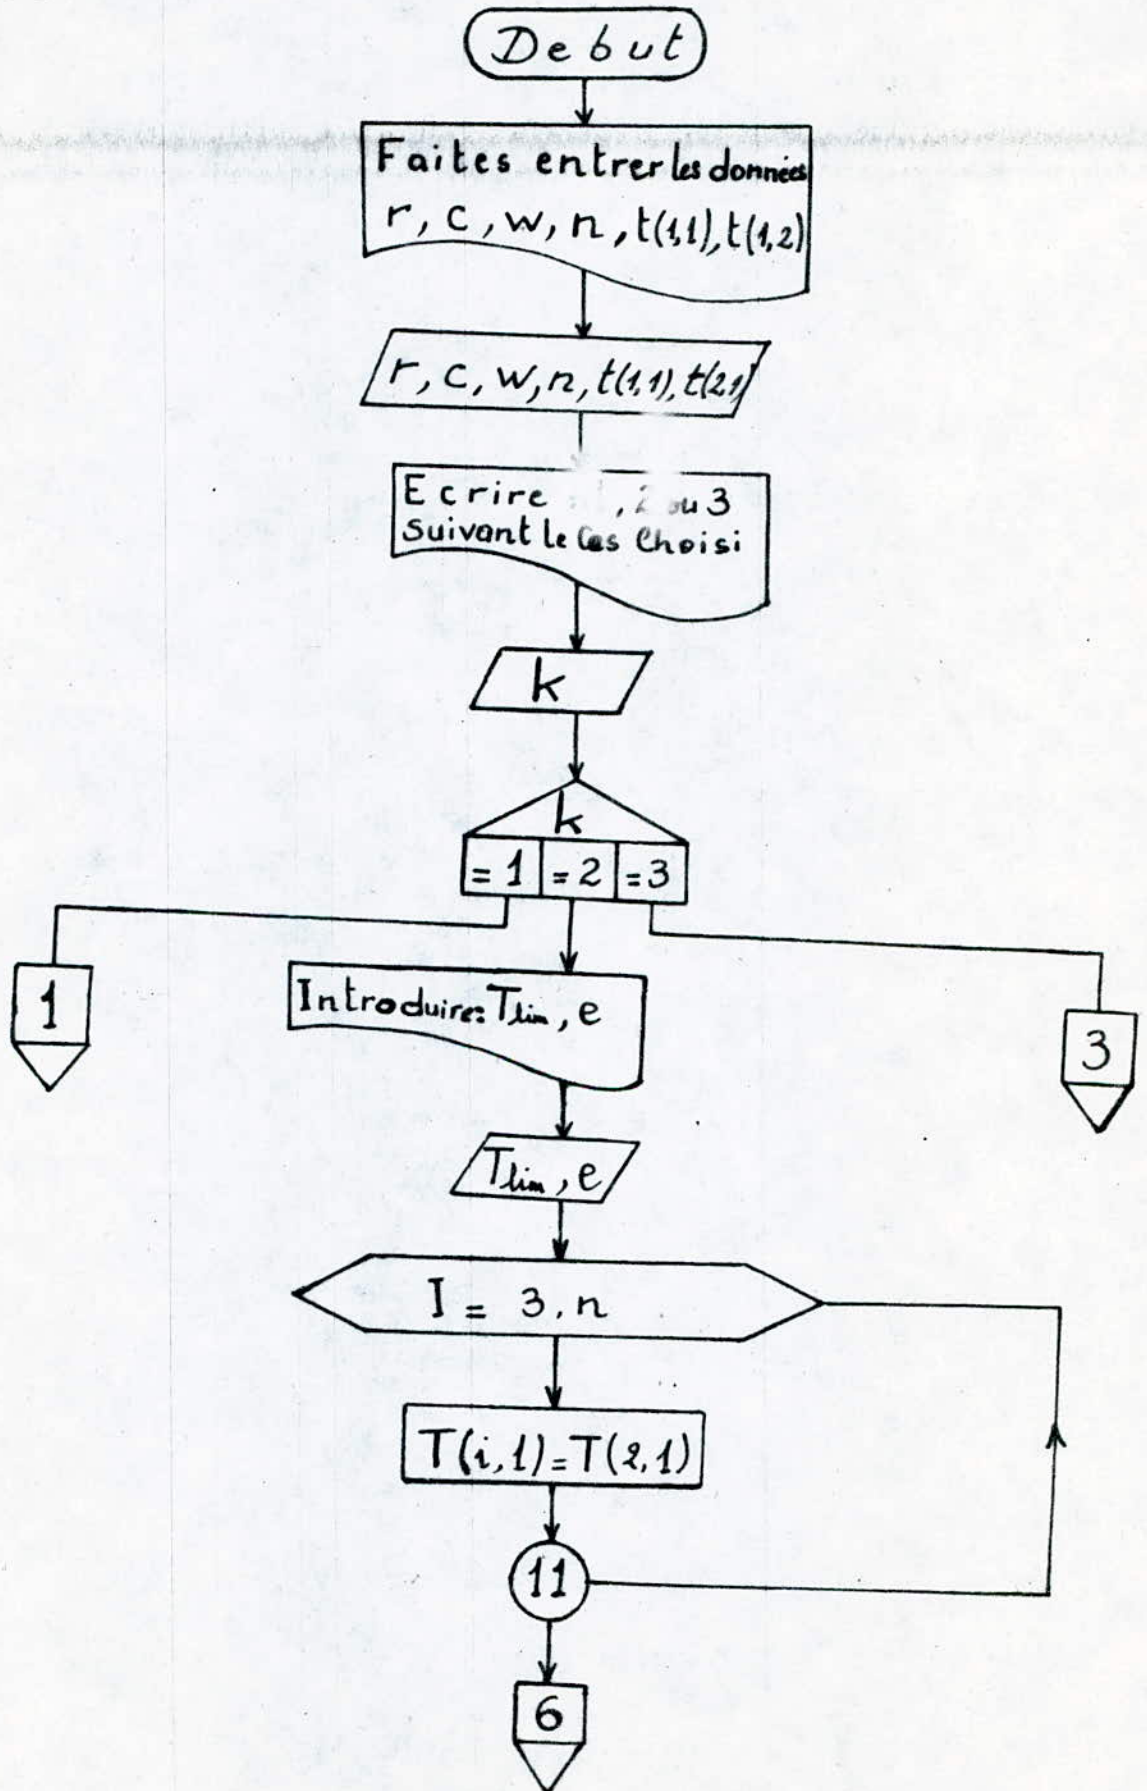 Debut
Faites entrer les données
r, c, w, n, t(1,1), t(1,2)
r, c, w, n, t(1,1), t(2,1)
Ecrire , 2 ou 3
Suivant le Cas Choisi
k
k
= 1 = 2 = 3
1
Introduire: Tlim, e
3
Tlim, e
I = 3, n
T(i,1) = T(2,1)
11
6